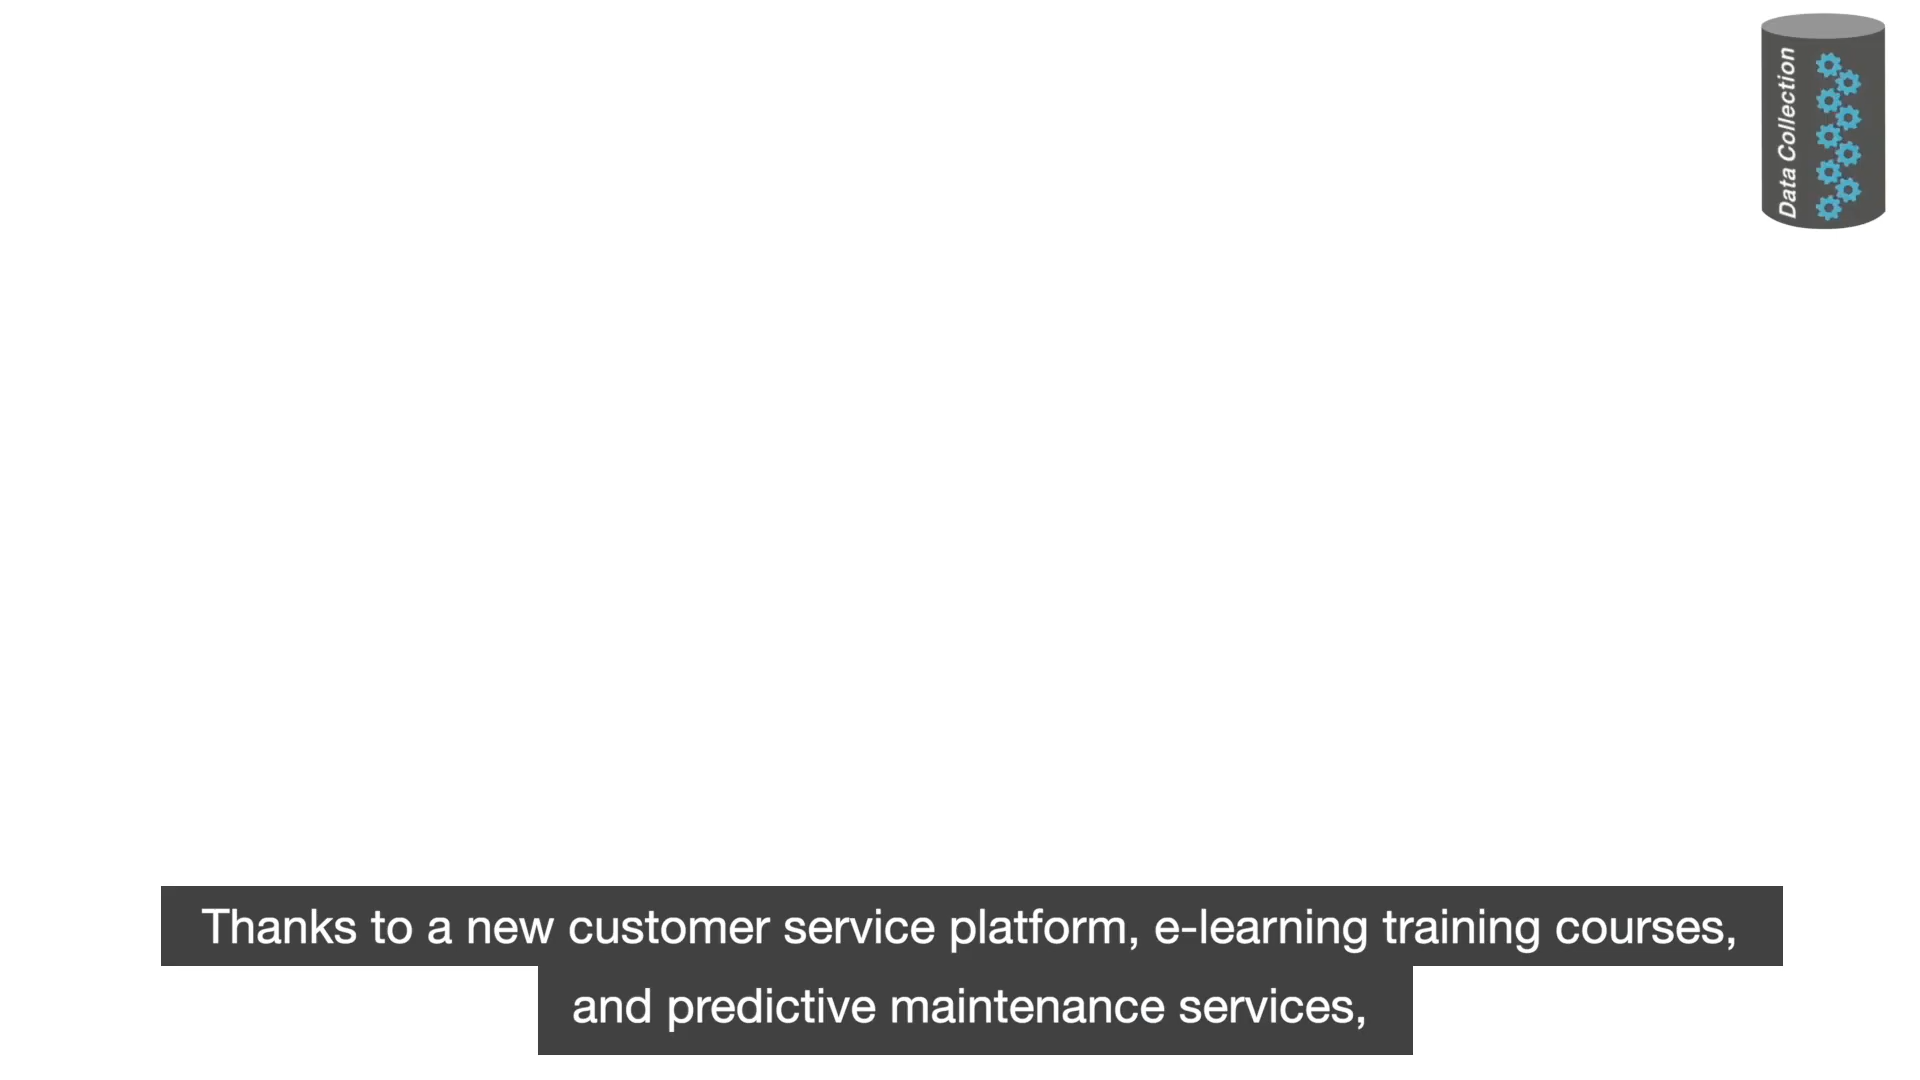 Data Collection
Thanks to a new customer service platform, e-learning training courses,
and predictive maintenance services,